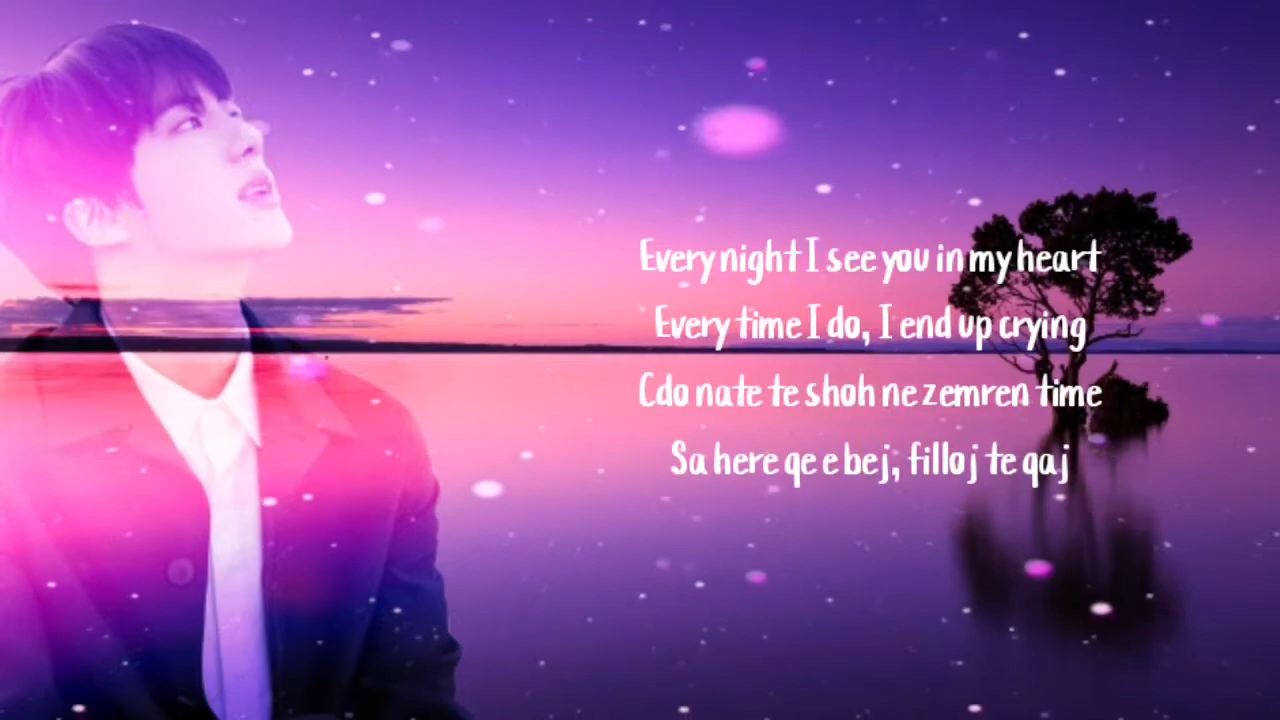 Every night I see you in my heart
Every time I do, I end up crying
Cdo nate te shoh ne zemren time
Sa here qe e bej, filloj te qaj